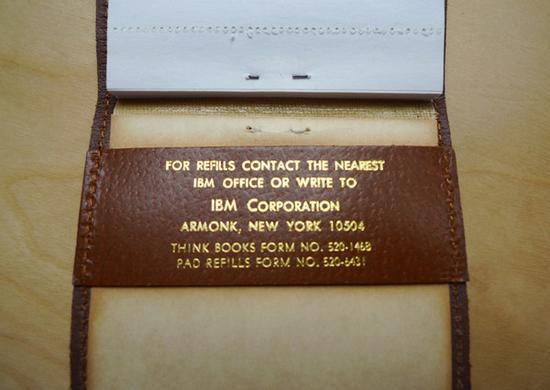 FOR REFILLS CONTACT THE NEAREST
IBM OFFICE OR WRITE TO
IBM CORPORATION
ARMONK, NEW YORK 10504
THINK BOOKS FORM NO. 520-1468
PAD REFILLS FORM NO. 520-6431